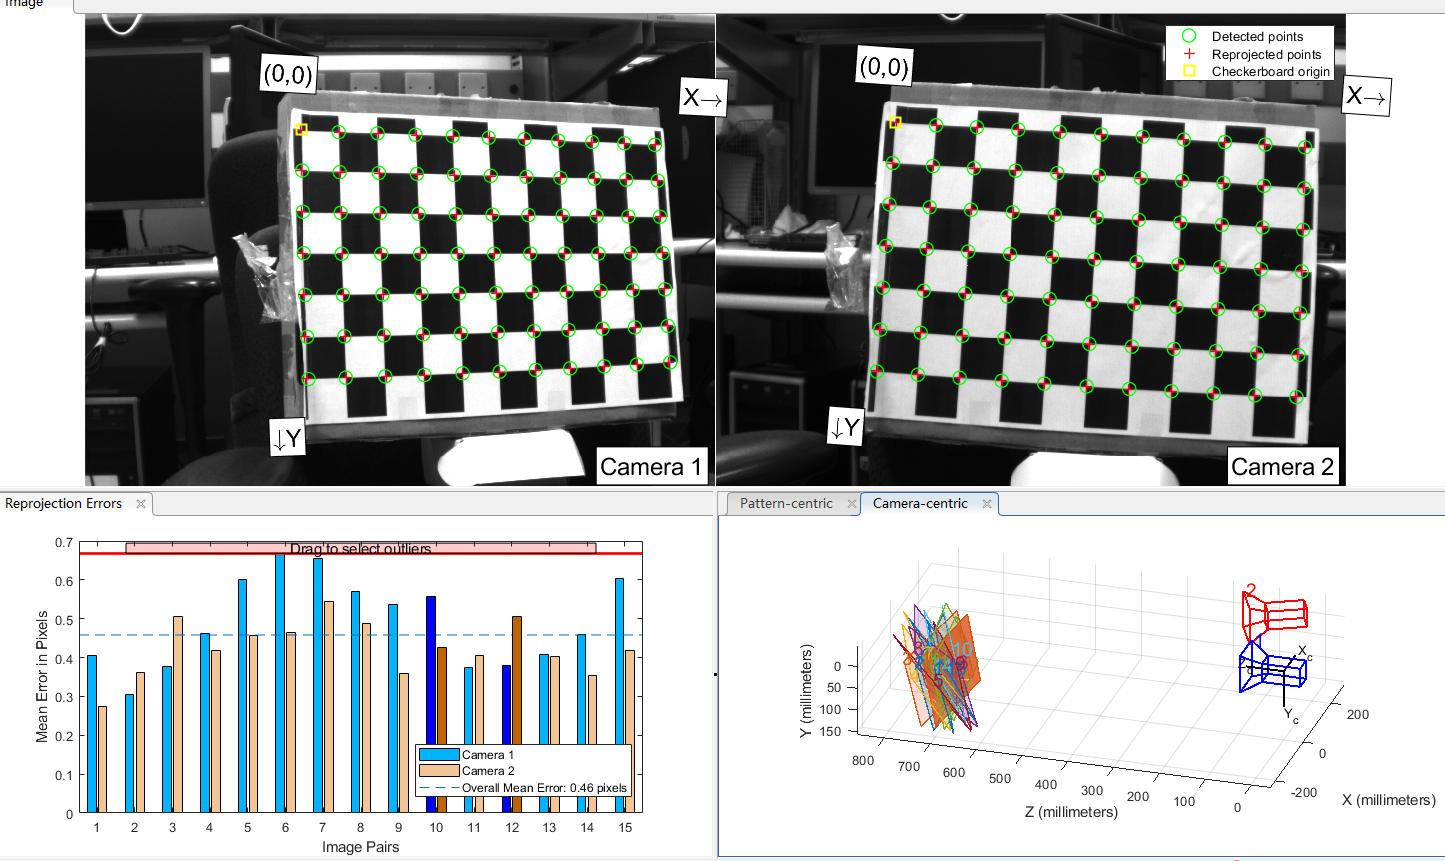 Image
(0,0)
X→
↓Y
Camera 1
(0,0)
Detected points
Reprojected points
Checkerboard origin
X→
↓Y
Camera 2
Reprojection Errors
Drag to select outliers
0.7
0.6
0.5
0.4
0.3
0.2
0.1
0
Mean Error in Pixels
Camera 1
Camera 2
Overall Mean Error: 0.46 pixels
1 2 3 4 5 6 7 8 9 10 11 12 13 14 15
Image Pairs
Pattern-centric
Camera-centric
2
Xc
Yc
10
0
50
100
150
Y (millimeters)
800 700 600 500 400 300 200 100 0
Z (millimeters)
200
0
-200
X (millimeters)